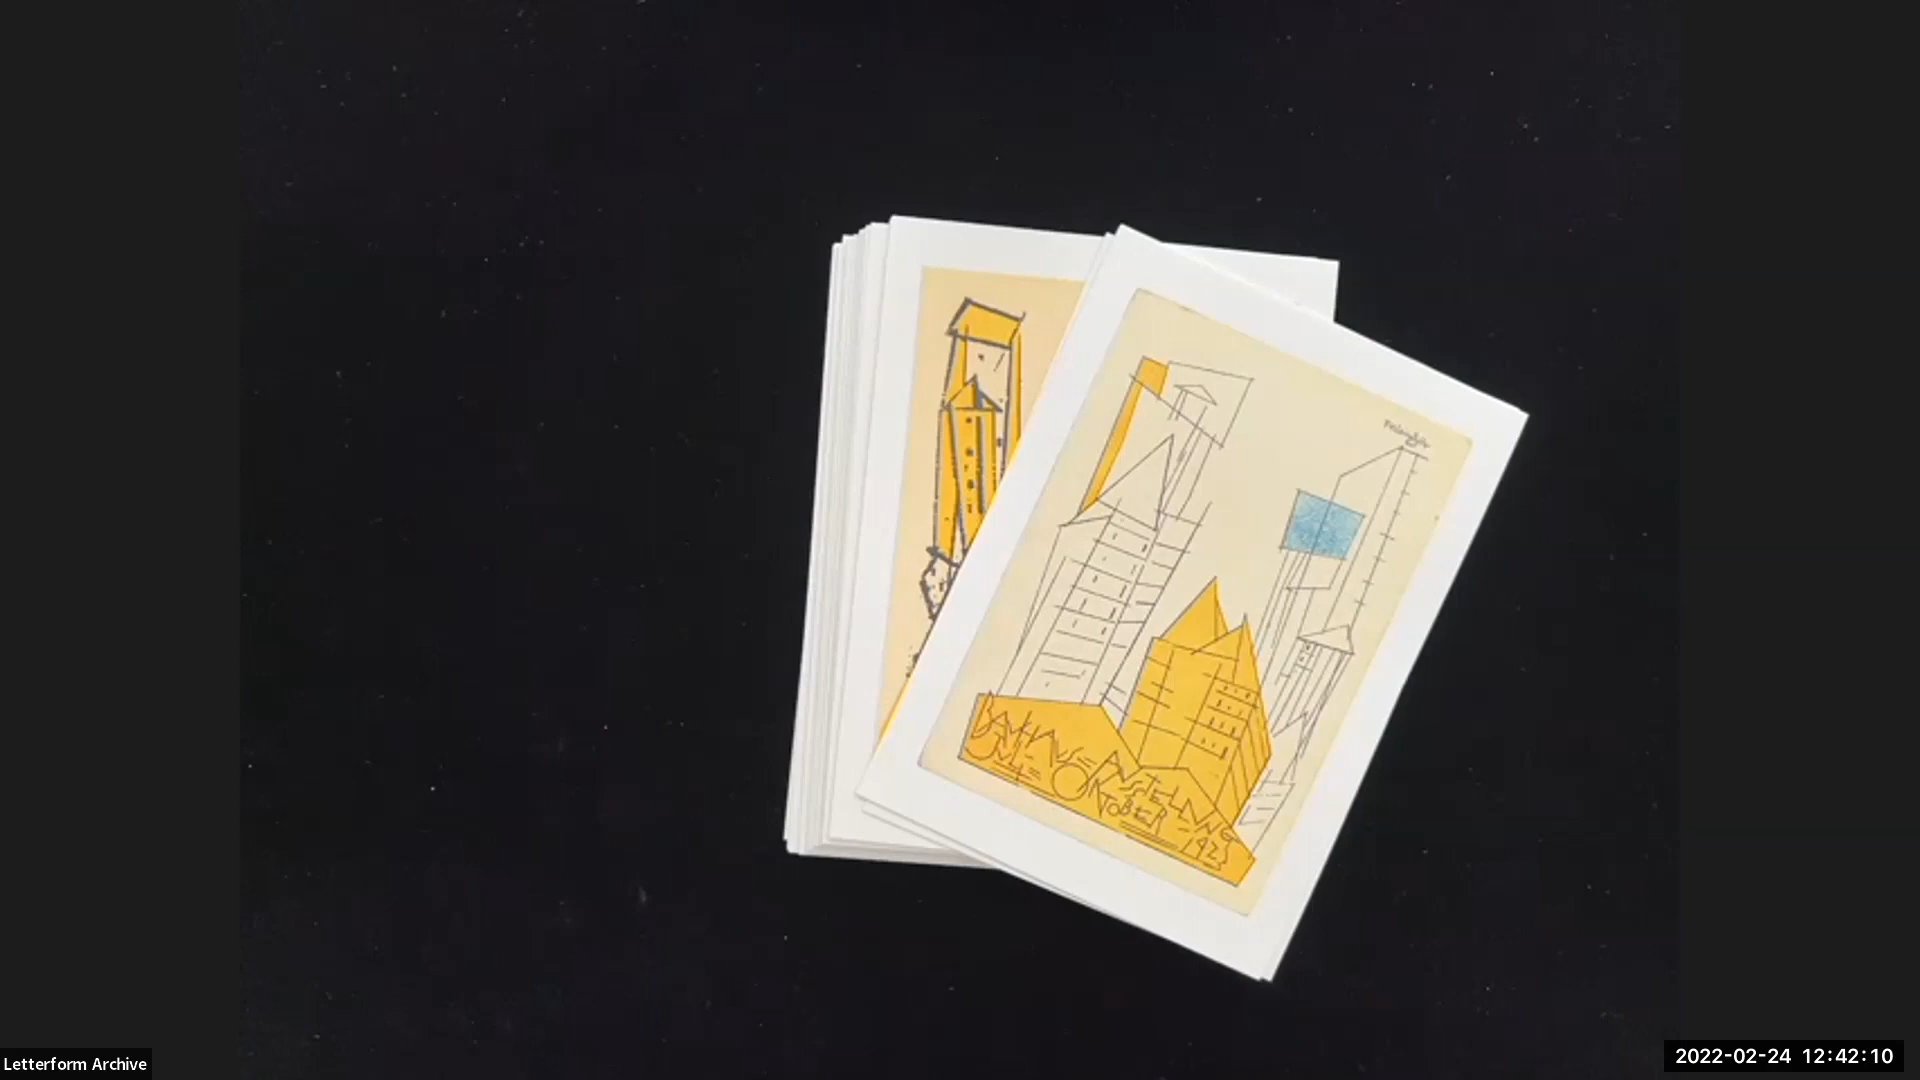 Feininger
BAUHAUS AUSSTELLUNG
JULI = OKTOBER 1923
Letterform Archive
2022-02-24 12:42:10